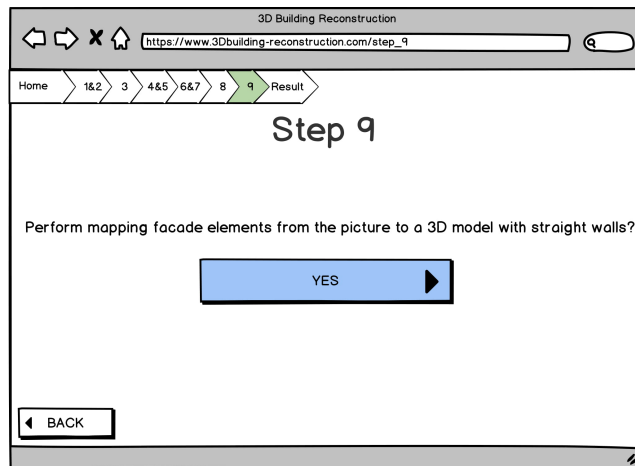 3D Building Reconstruction
https://www.3Dbuilding-reconstruction.com/step_9
Home 1&2 3 4&5 6&7 8 9 Result
Step 9
Perform mapping facade elements from the picture to a 3D model with straight walls?
YES
BACK